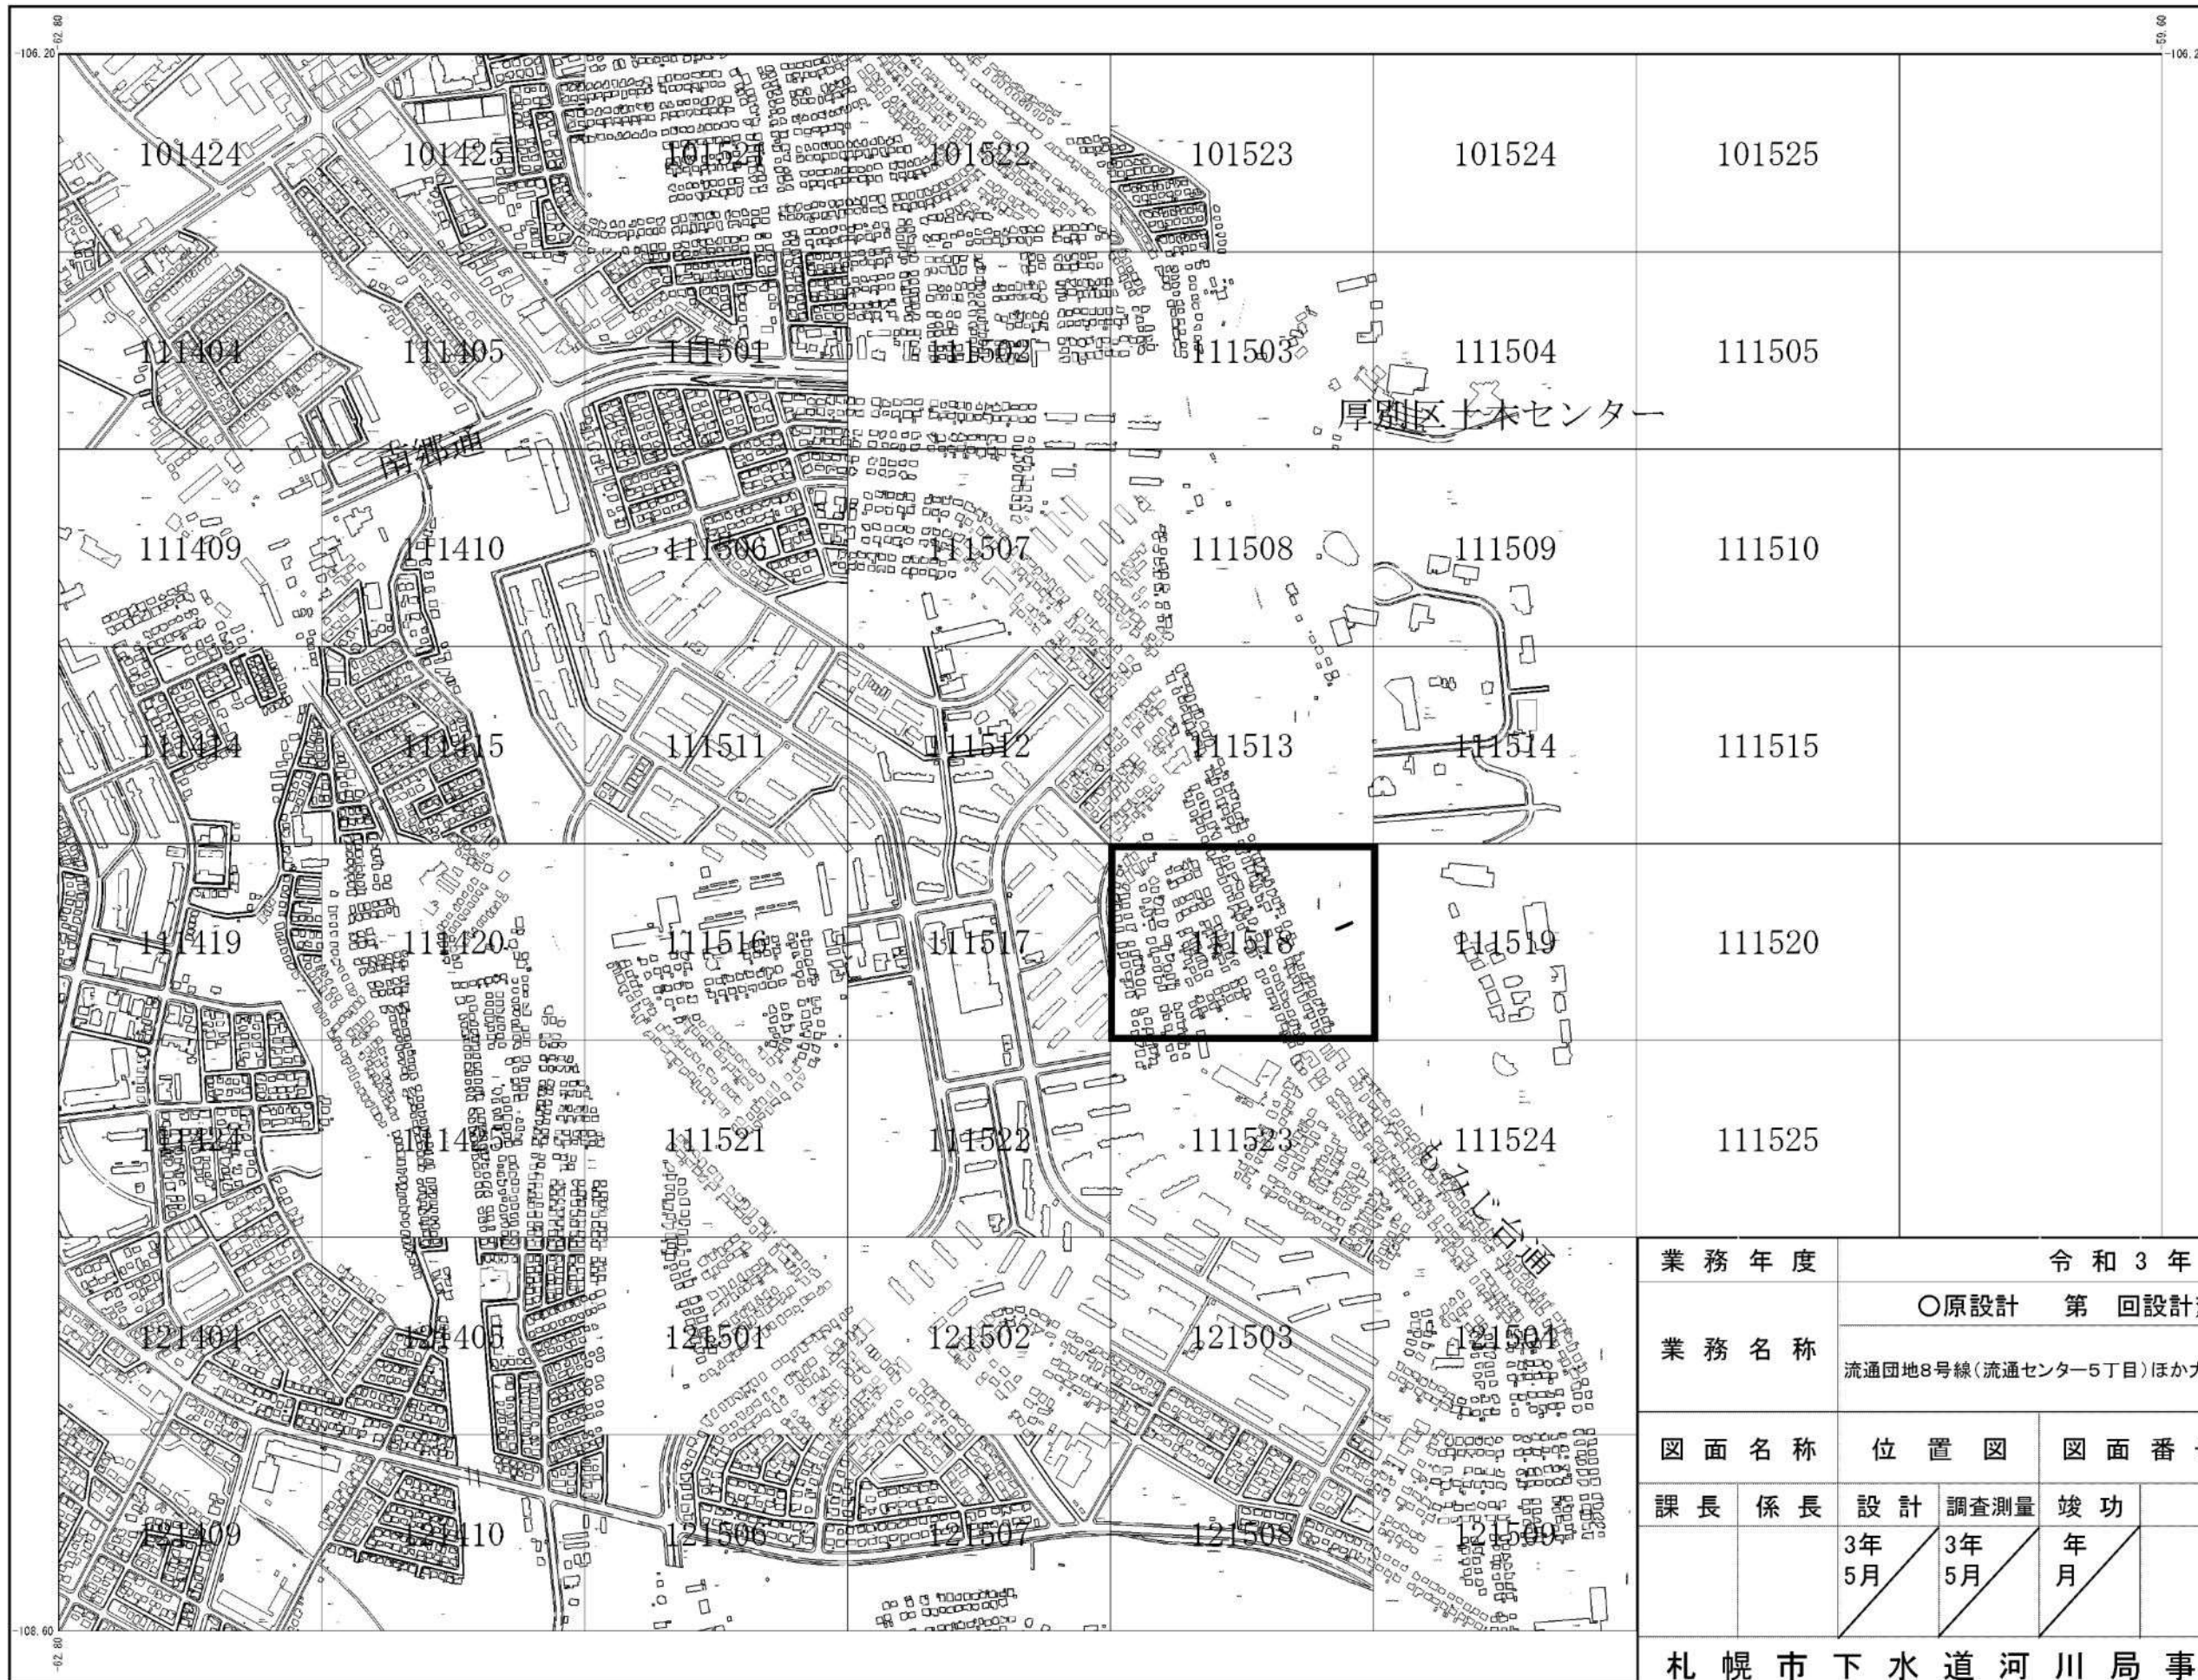 -62.80
-59.60
-106.20
-106.2
101424 101425 101521 101522 101523 101524 101525
111404 111405 111501 111502 111503 111504 111505
厚別区土木センター
南郷通
111409 111410 111506 111507 111508 111509 111510
111414 111415 111511 111512 111513 111514 111515
111419 111420 111516 111517 111518 111519 111520
111424 111425 111521 111522 111523 111524 111525
もみじ台通
121404 121405 121501 121502 121503 121504
121409 121410 121506 121507 121508 121509
-108.60
-62.80
業務年度 令和3年
業務名称 〇原設計 第 回設計
流通団地8号線(流通センター5丁目)ほか
図面名称 位置図 図面番
課長 係長 設計 調査測量 竣功
3年 3年 年
5月 5月 月
札幌市下水道河川局事